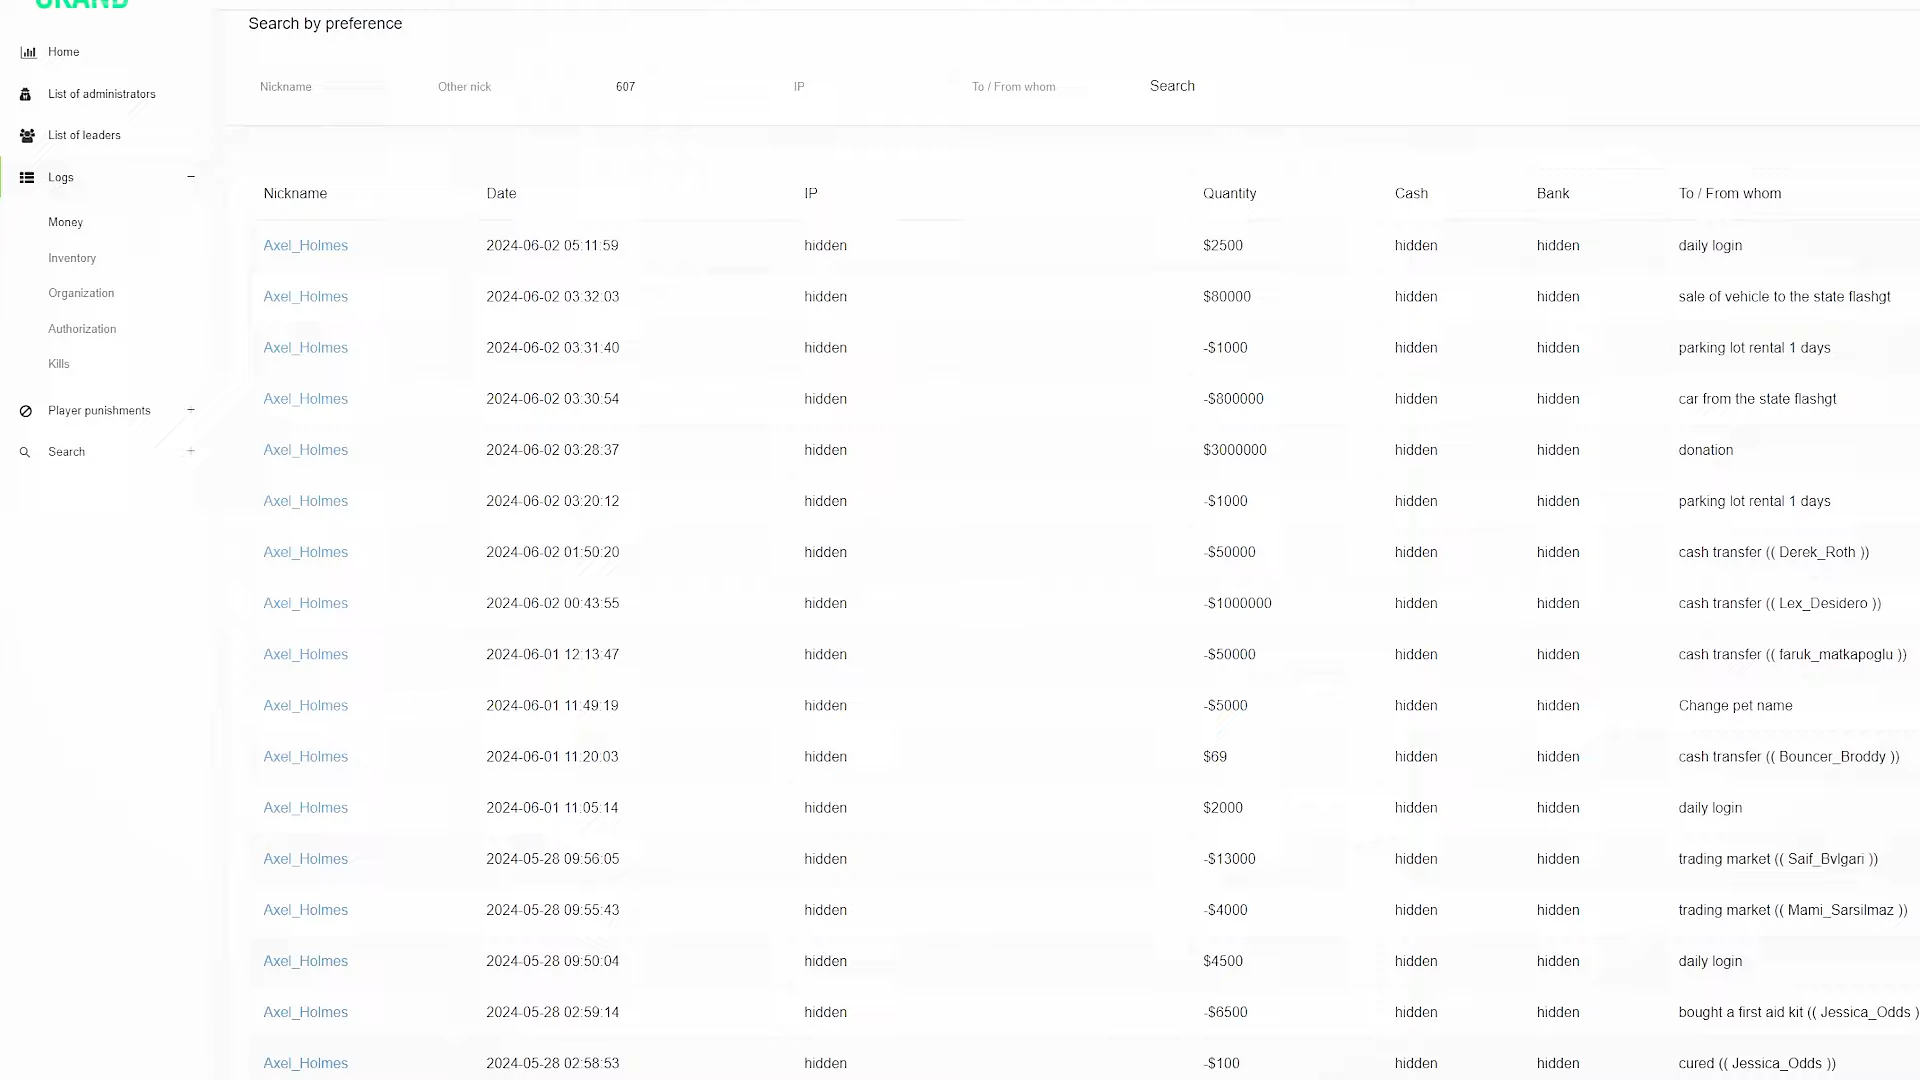 GRAND
Search by preference
Home
Nickname Other nick 607 IP To / From whom Search
List of administrators
List of leaders
Logs −
Nickname Date IP Quantity Cash Bank To / From whom
Money
Axel_Holmes 2024-06-02 05:11:59 hidden $2500 hidden hidden daily login
Inventory
Organization
Axel_Holmes 2024-06-02 03:32:03 hidden $80000 hidden hidden sale of vehicle to the state flashgt
Authorization
Axel_Holmes 2024-06-02 03:31:40 hidden -$1000 hidden hidden parking lot rental 1 days
Kills
Axel_Holmes 2024-06-02 03:30:54 hidden -$800000 hidden hidden car from the state flashgt
Player punishments +
Axel_Holmes 2024-06-02 03:28:37 hidden $3000000 hidden hidden donation
Search +
Axel_Holmes 2024-06-02 03:20:12 hidden -$1000 hidden hidden parking lot rental 1 days
Axel_Holmes 2024-06-02 01:50:20 hidden -$50000 hidden hidden cash transfer (( Derek_Roth ))
Axel_Holmes 2024-06-02 00:43:55 hidden -$1000000 hidden hidden cash transfer (( Lex_Desidero ))
Axel_Holmes 2024-06-01 12:13:47 hidden -$50000 hidden hidden cash transfer (( faruk_matkapoglu ))
Axel_Holmes 2024-06-01 11:49:19 hidden -$5000 hidden hidden Change pet name
Axel_Holmes 2024-06-01 11:20:03 hidden $69 hidden hidden cash transfer (( Bouncer_Broddy ))
Axel_Holmes 2024-06-01 11:05:14 hidden $2000 hidden hidden daily login
Axel_Holmes 2024-05-28 09:56:05 hidden -$13000 hidden hidden trading market (( Saif_Bvlgari ))
Axel_Holmes 2024-05-28 09:55:43 hidden -$4000 hidden hidden trading market (( Mami_Sarsilmaz ))
Axel_Holmes 2024-05-28 09:50:04 hidden $4500 hidden hidden daily login
Axel_Holmes 2024-05-28 02:59:14 hidden -$6500 hidden hidden bought a first aid kit (( Jessica_Odds )
Axel_Holmes 2024-05-28 02:58:53 hidden -$100 hidden hidden cured (( Jessica_Odds ))